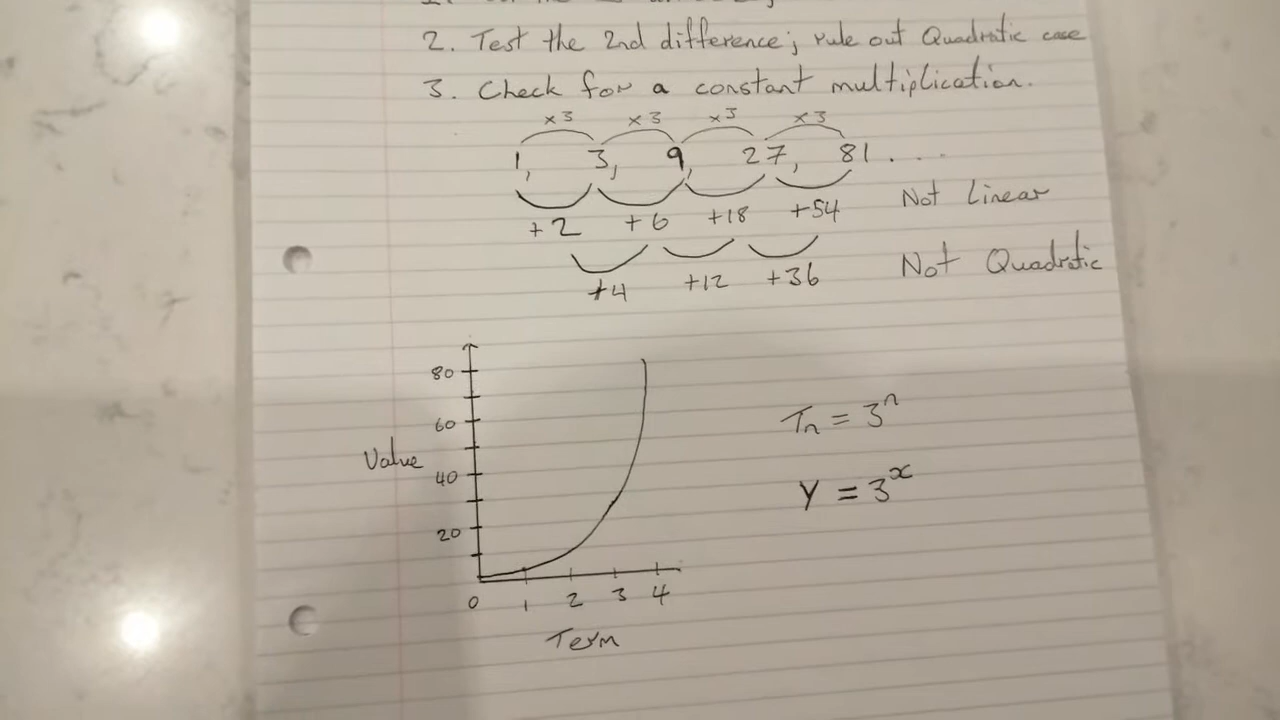 2. Test the 2nd difference; rule out Quadratic case
3. Check for a constant multiplication.
×3 ×3 ×3 ×3
1, 3, 9, 27, 81 ....
+2 +6 +18 +54 Not Linear
+4 +12 +36 Not Quadratic
80
60
Value
40
20
0 1 2 3 4
Term
Tn = 3^n
Y = 3^x